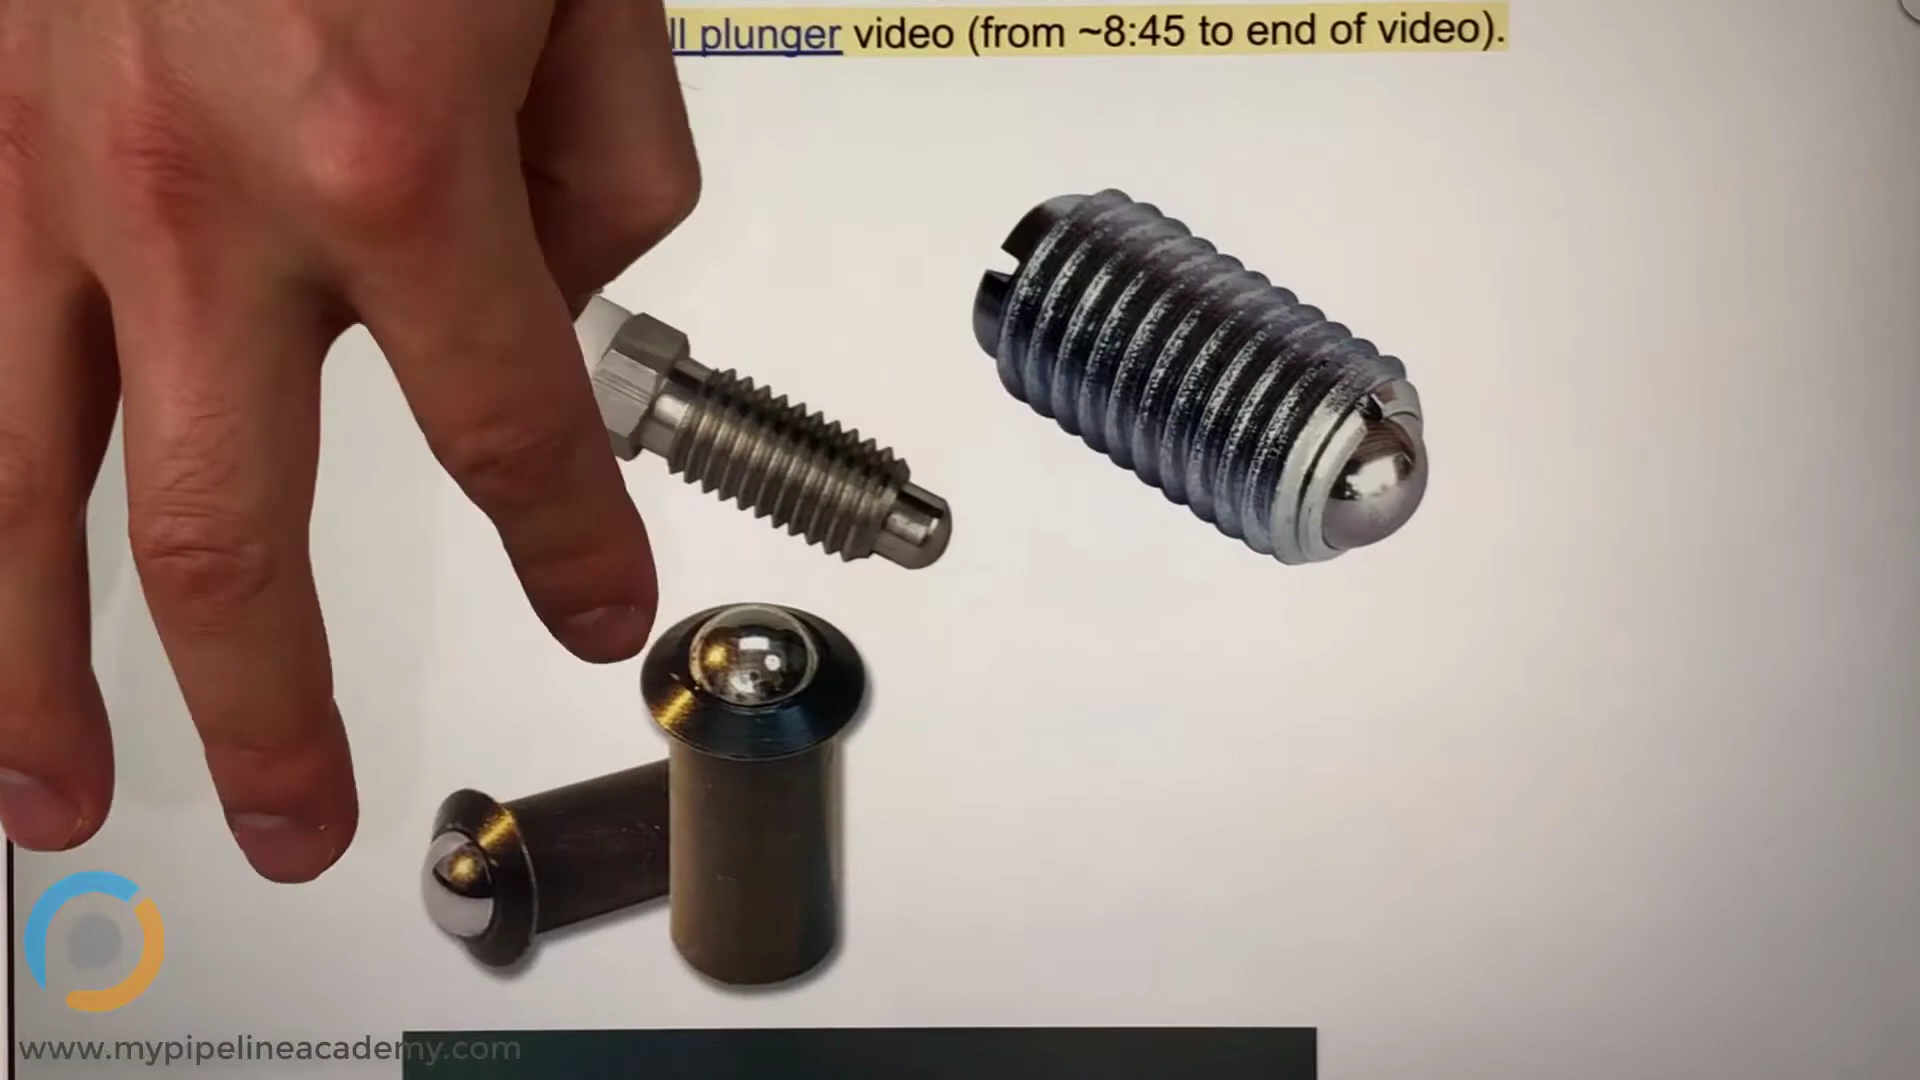 ll plunger video (from ~8:45 to end of video).
www.mypipelineacademy.com